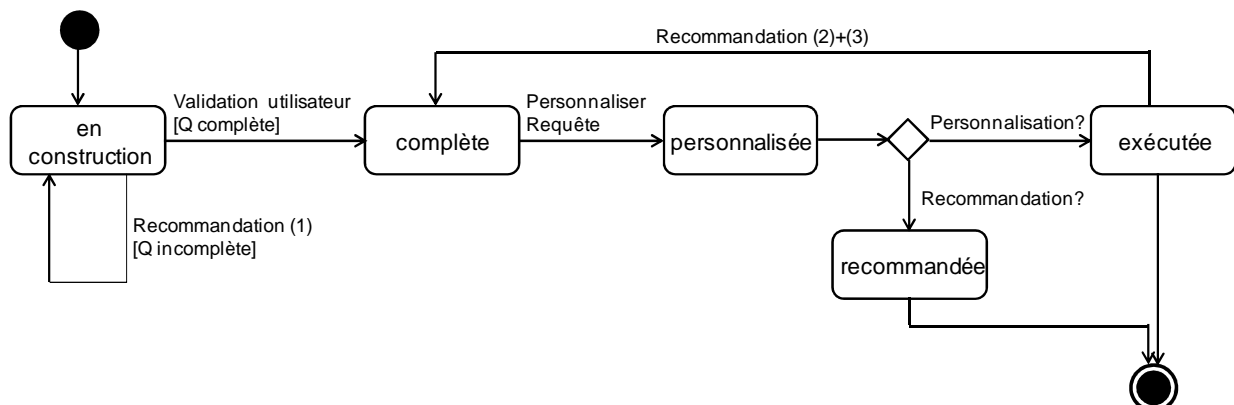 Recommandation (2)+(3)
Validation utilisateur
[Q complète]
Personnaliser
Requête
en
construction
complète
personnalisée
Personnalisation?
exécutée
Recommandation (1)
[Q incomplète]
Recommandation?
recommandée